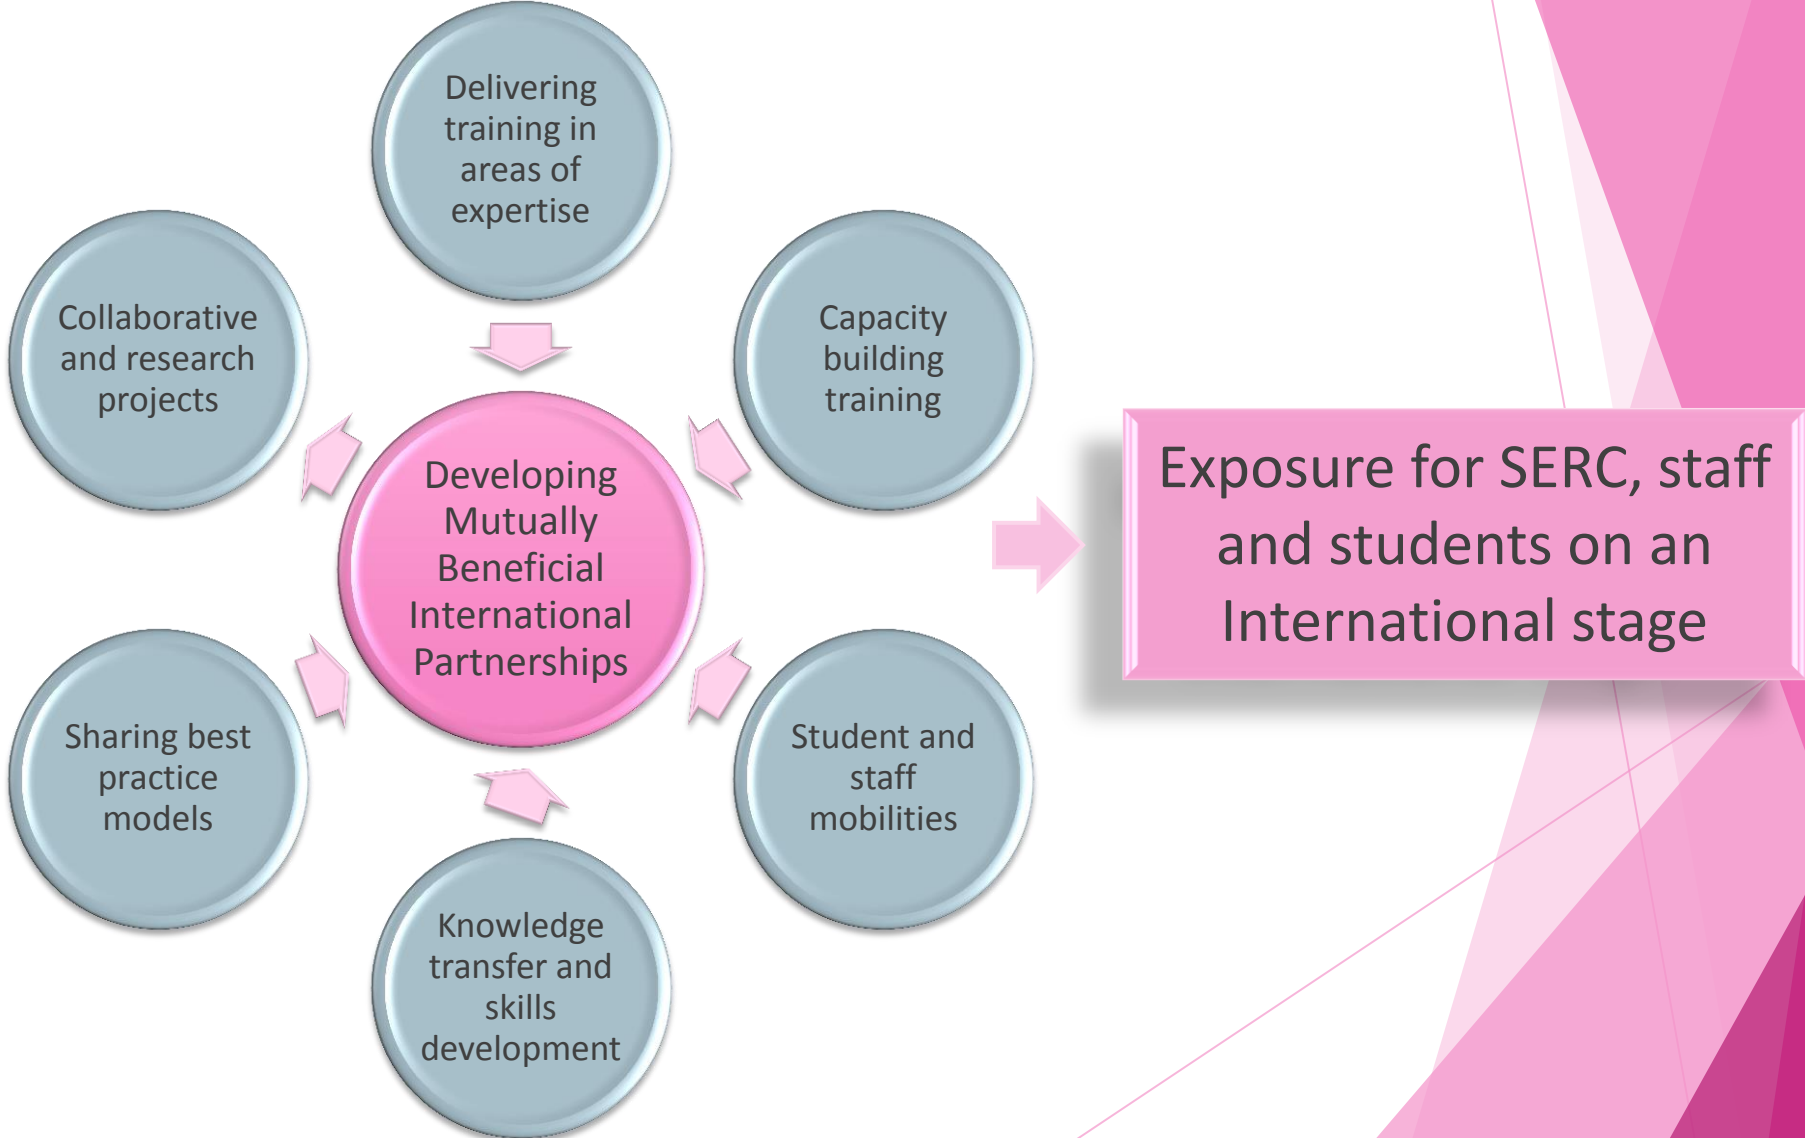 Delivering
training in
areas of
expertise
Collaborative
and research
projects
Capacity
building
training
Developing
Mutually
Beneficial
International
Partnerships
Exposure for SERC, staff
and students on an
International stage
Sharing best
practice
models
Student and
staff
mobilities
Knowledge
transfer and
skills
development